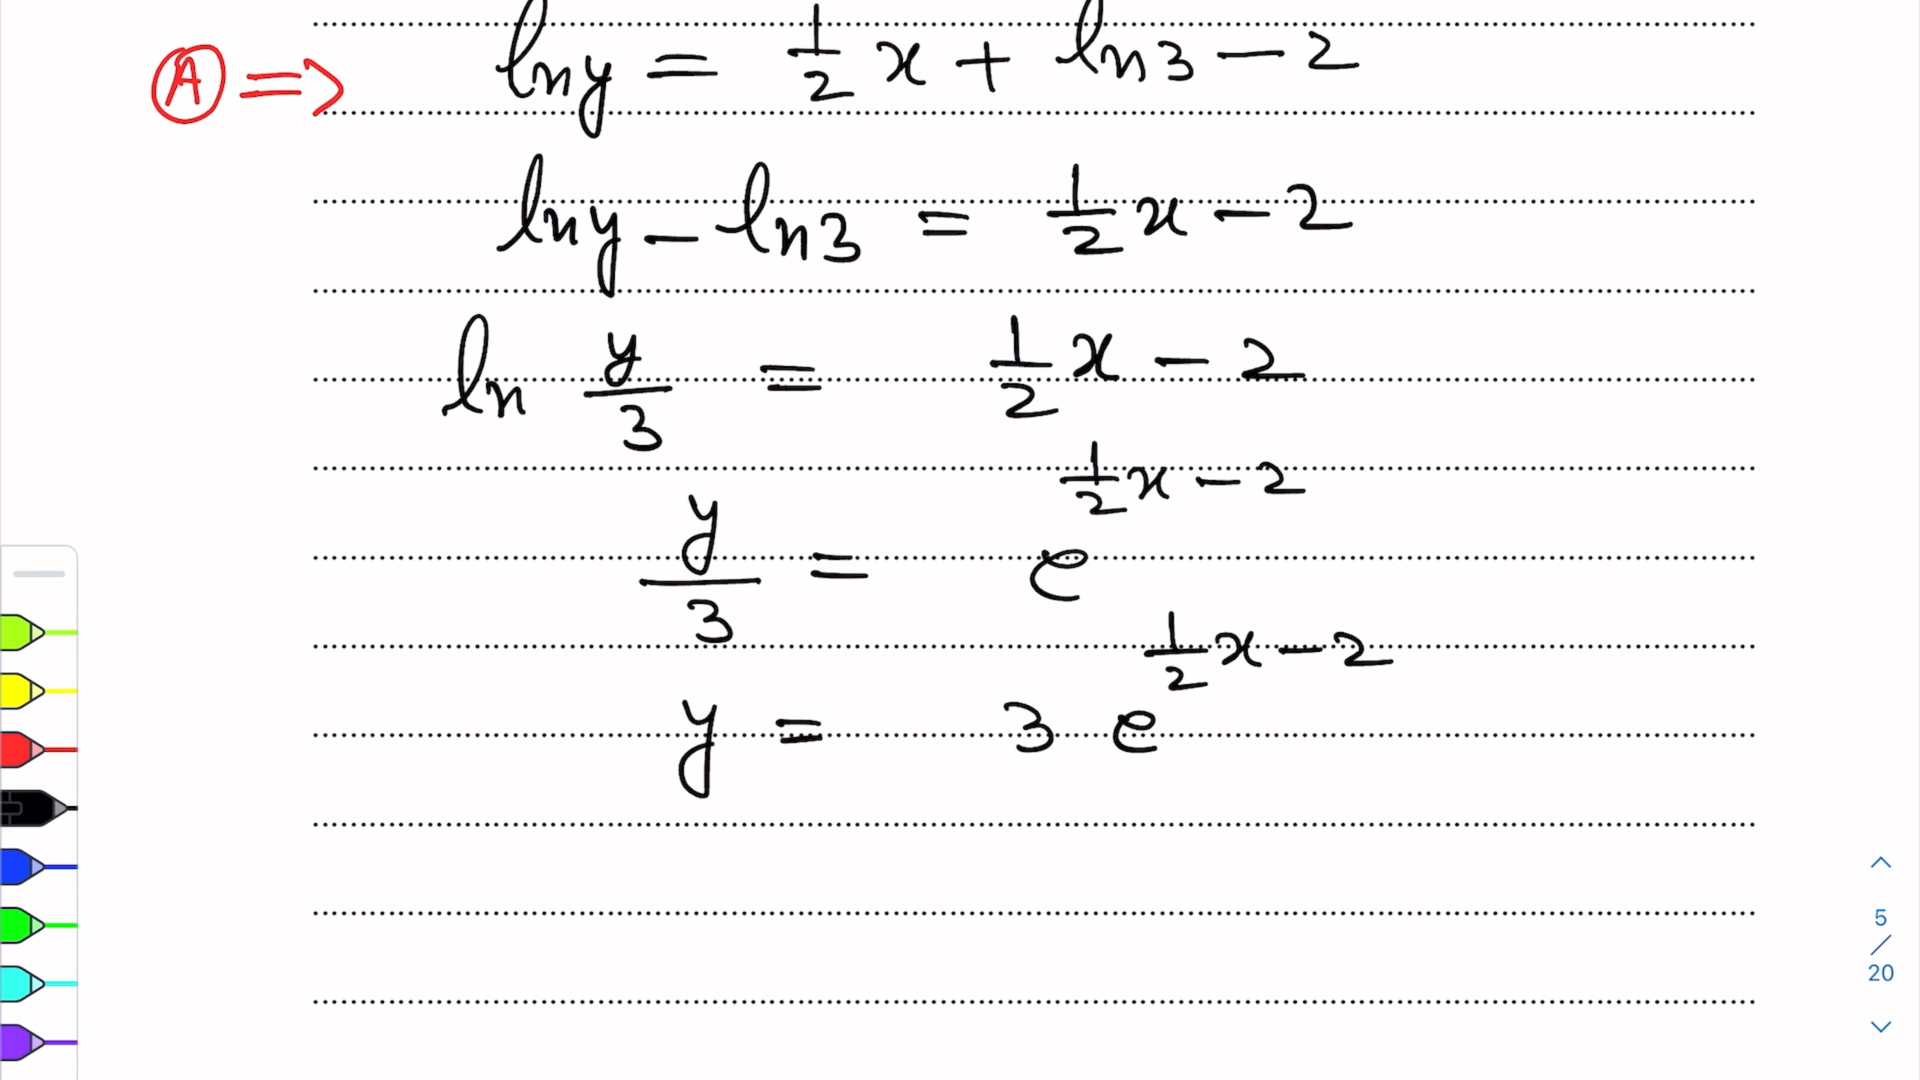 Ⓐ => ln y = 1/2 x + ln 3 - 2
ln y - ln 3 = 1/2 x - 2
ln y/3 = 1/2 x - 2
y/3 = e^(1/2 x - 2)
y = 3 e^(1/2 x - 2)
5
/
20